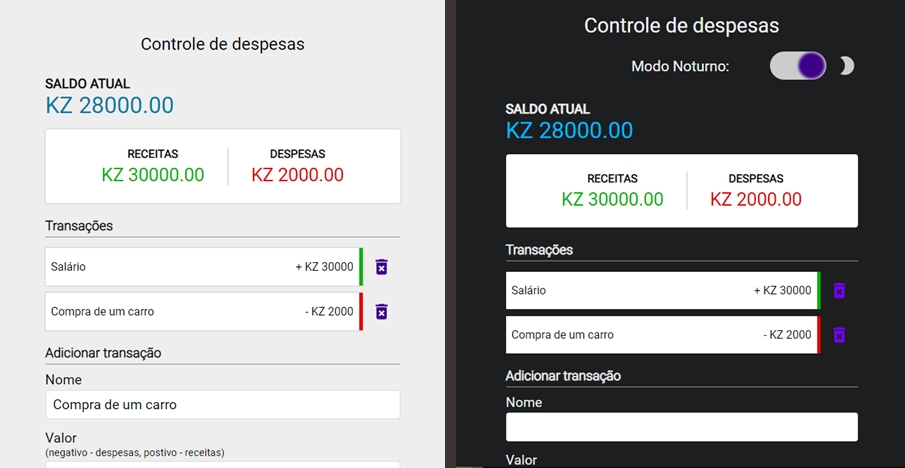 Controle de despesas
SALDO ATUAL
KZ 28000.00
RECEITAS
KZ 30000.00
DESPESAS
KZ 2000.00
Transações
Salário + KZ 30000
Compra de um carro - KZ 2000
Adicionar transação
Nome
Compra de um carro
Valor
(negativo - despesas, postivo - receitas)
Controle de despesas
Modo Noturno:
SALDO ATUAL
KZ 28000.00
RECEITAS
KZ 30000.00
DESPESAS
KZ 2000.00
Transações
Salário + KZ 30000
Compra de um carro - KZ 2000
Adicionar transação
Nome
Valor